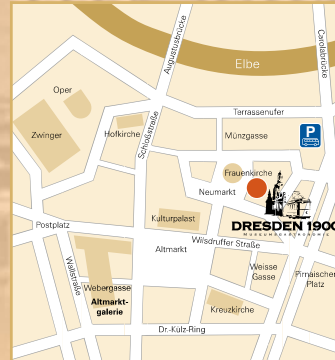 Augustusbrücke
Carolabrücke
Elbe
Oper
Terrassenufer
Zwinger
Hofkirche
Schloßstraße
Münzgasse
P
Frauenkirche
Neumarkt
Kulturpalast
DRESDEN 1900
MUSEUMSGASTRONOMIE
Postplatz
Wilsdruffer Straße
Altmarkt
Wallstraße
Weisse
Gasse
Pirnaischer
Platz
Webergasse
Altmarkt-
galerie
Kreuzkirche
Dr.-Külz-Ring